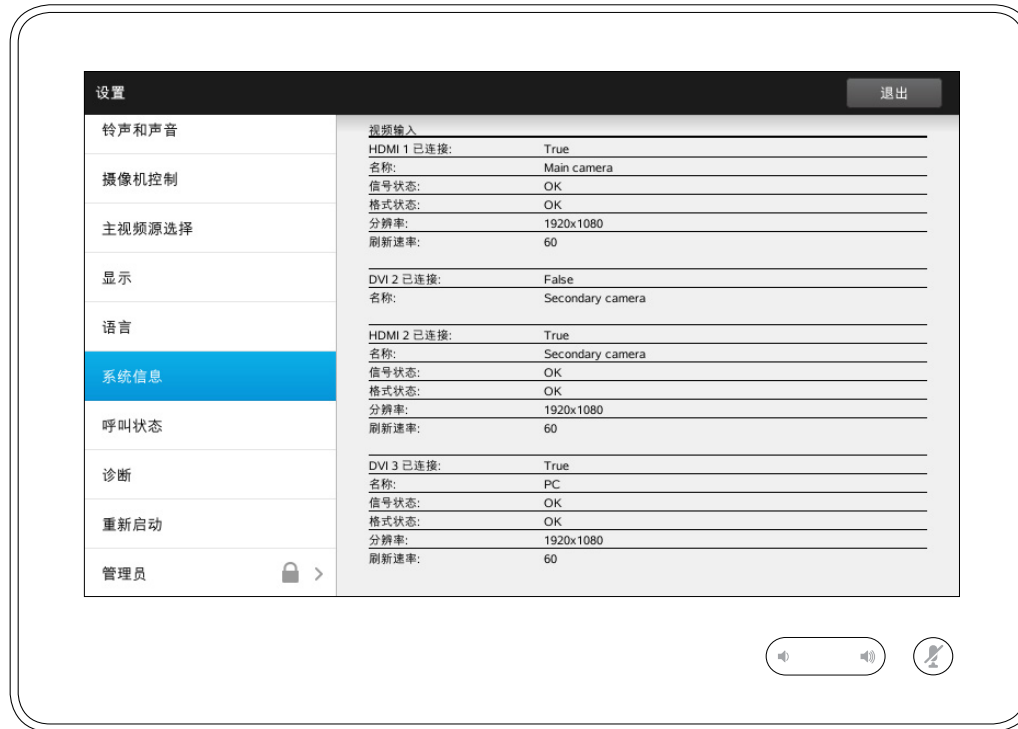 设置
退出
铃声和声音
摄像机控制
主视频源选择
显示
语言
系统信息
呼叫状态
诊断
重新启动
管理员
视频输入
HDMI 1 已连接: True
名称: Main camera
信号状态: OK
格式状态: OK
分辨率: 1920x1080
刷新速率: 60
DVI 2 已连接: False
名称: Secondary camera
HDMI 2 已连接: True
名称: Secondary camera
信号状态: OK
格式状态: OK
分辨率: 1920x1080
刷新速率: 60
DVI 3 已连接: True
名称: PC
信号状态: OK
格式状态: OK
分辨率: 1920x1080
刷新速率: 60